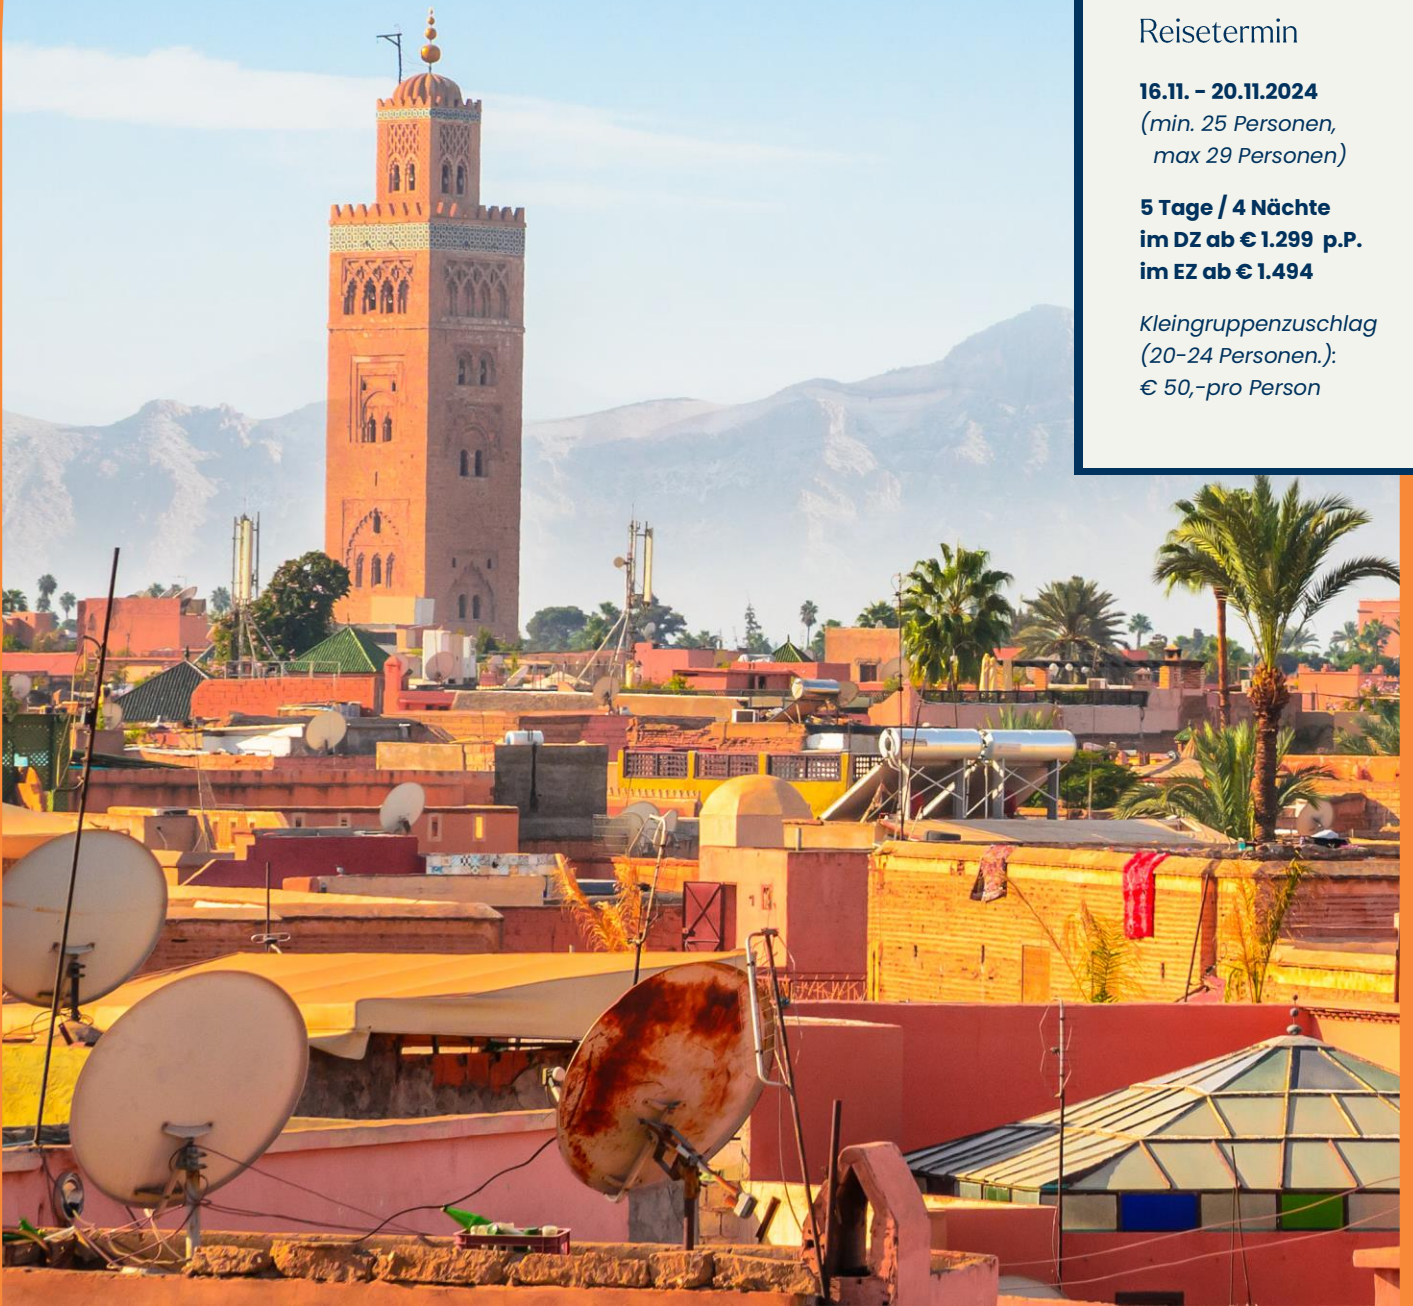 Reisetermin
16.11. - 20.11.2024
(min. 25 Personen,
max 29 Personen)
5 Tage / 4 Nächte
im DZ ab € 1.299 p.P.
im EZ ab € 1.494
Kleingruppenzuschlag
(20-24 Personen.):
€ 50,-pro Person